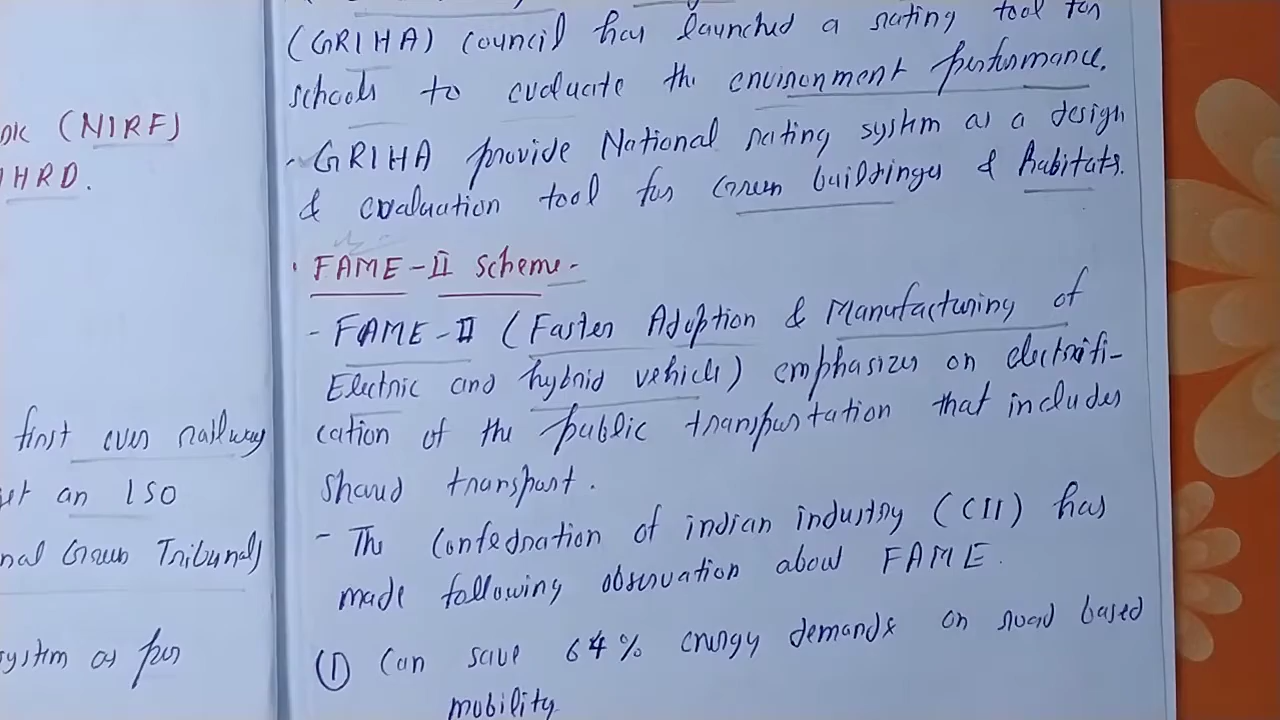 ok (NIRF)
HRD.
first ever railway
get an ISO
nal Green Tribunal)
system as per
(GRIHA) council has launched a rating tool for
schools to evaluate the environment performance.
- GRIHA provide National rating system as a design
& evaluation tool for Green buildings & habitats.
• FAME-II Scheme-
- FAME-II (Faster Adoption & Manufacturing of
Electric and hybrid vehicle) emphasizes on electrifi-
cation of the public transportation that includes
shared transport.
- The Confedration of indian industry (CII) has
made following observation about FAME.
① Can save 64% energy demands on road based
mobility